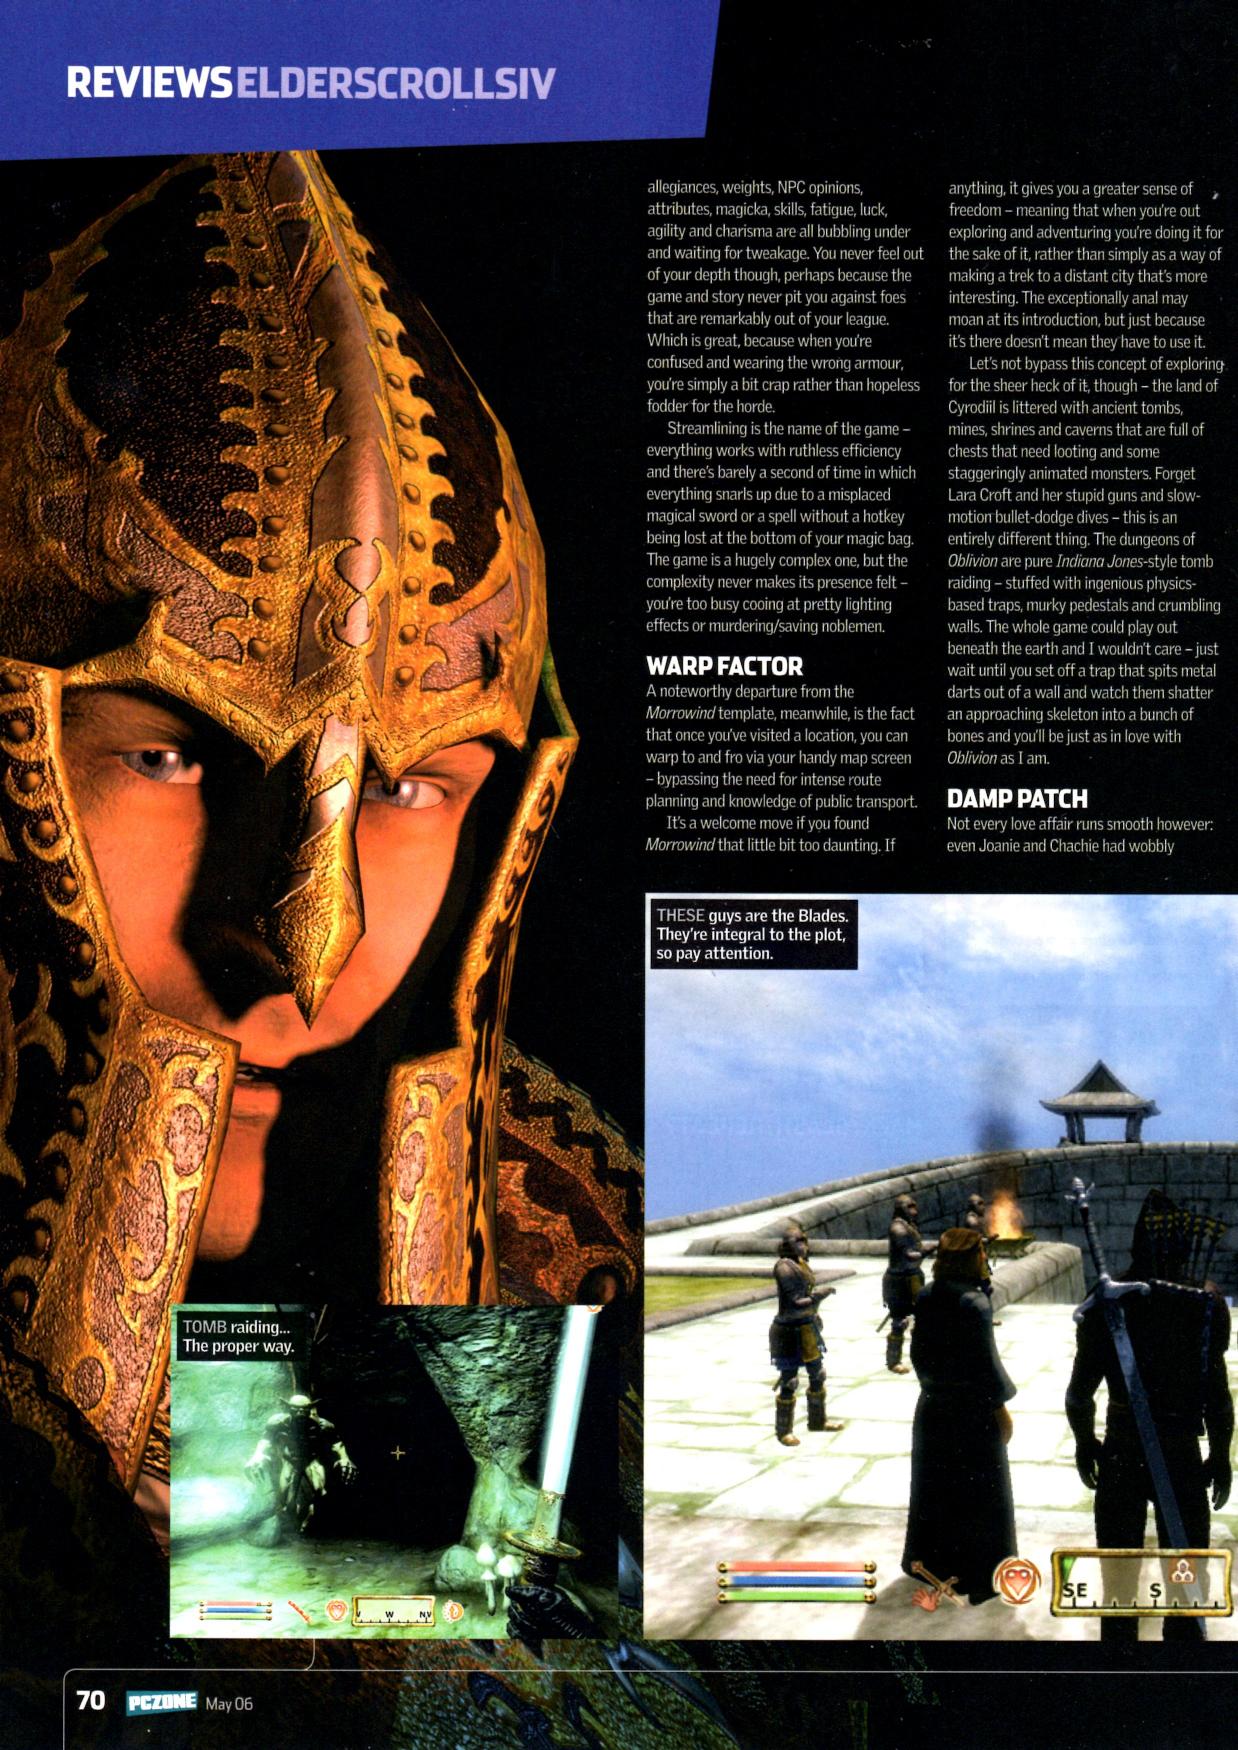 REVIEWS ELDERSCROLLSIV
allegiances, weights, NPC opinions,
attributes, magicka, skills, fatigue, luck,
agility and charisma are all bubbling under
and waiting for tweakage. You never feel out
of your depth though, perhaps because the
game and story never pit you against foes
that are remarkably out of your league.
Which is great, because when you're
confused and wearing the wrong armour,
you're simply a bit crap rather than hopeless
fodder for the horde.
Streamlining is the name of the game –
everything works with ruthless efficiency
and there's barely a second of time in which
everything snarls up due to a misplaced
magical sword or a spell without a hotkey
being lost at the bottom of your magic bag.
The game is a hugely complex one, but the
complexity never makes its presence felt –
you're too busy cooing at pretty lighting
effects or murdering/saving noblemen.
WARP FACTOR
A noteworthy departure from the
Morrowind template, meanwhile, is the fact
that once you've visited a location, you can
warp to and fro via your handy map screen
– bypassing the need for intense route
planning and knowledge of public transport.
It's a welcome move if you found
Morrowind that little bit too daunting. If
anything, it gives you a greater sense of
freedom – meaning that when you're out
exploring and adventuring you're doing it for
the sake of it, rather than simply as a way of
making a trek to a distant city that's more
interesting. The exceptionally anal may
moan at its introduction, but just because
it's there doesn't mean they have to use it.
Let's not bypass this concept of exploring
for the sheer heck of it, though – the land of
Cyrodiil is littered with ancient tombs,
mines, shrines and caverns that are full of
chests that need looting and some
staggeringly animated monsters. Forget
Lara Croft and her stupid guns and slow-
motion bullet-dodge dives – this is an
entirely different thing. The dungeons of
Oblivion are pure Indiana Jones-style tomb
raiding – stuffed with ingenious physics-
based traps, murky pedestals and crumbling
walls. The whole game could play out
beneath the earth and I wouldn't care – just
wait until you set off a trap that spits metal
darts out of a wall and watch them shatter
an approaching skeleton into a bunch of
bones and you'll be just as in love with
Oblivion as I am.
DAMP PATCH
Not every love affair runs smooth however:
even Joanie and Chachie had wobbly
THESE guys are the Blades.
They're integral to the plot,
so pay attention.
SE S
TOMB raiding...
The proper way.
W NV
70 PCZONE May 06